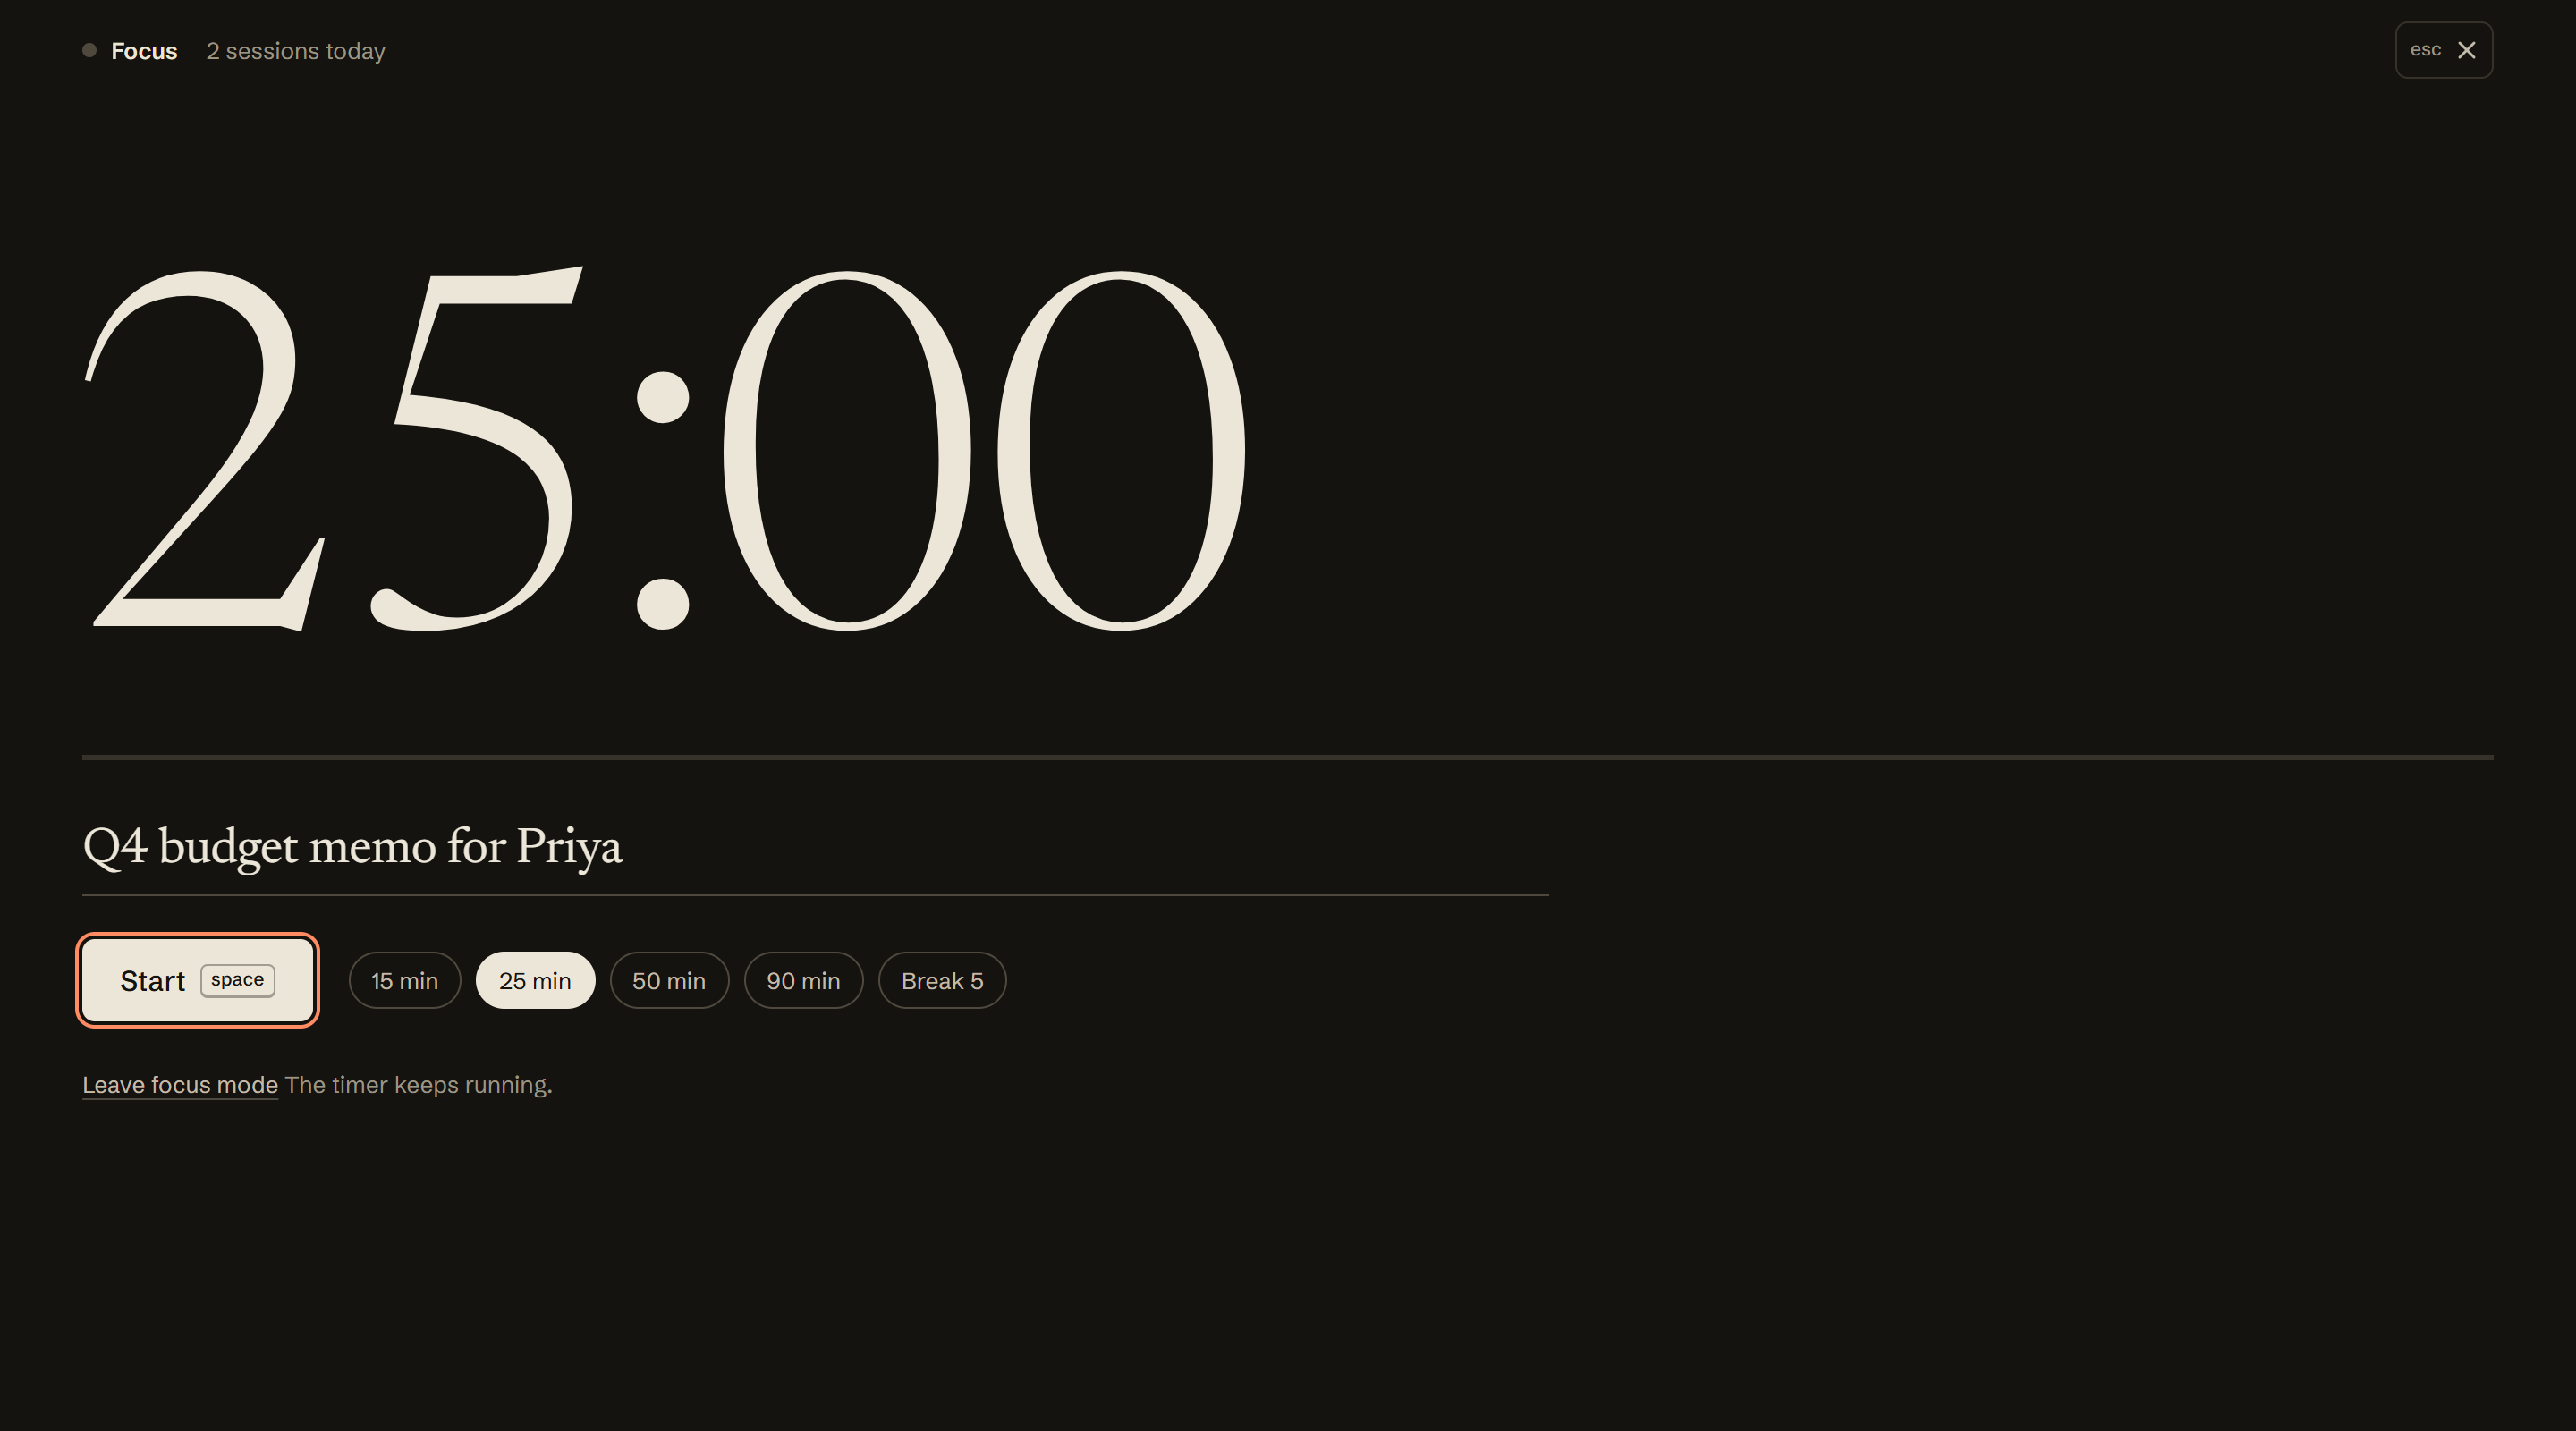 Focus 2 sessions today esc
25:00
Q4 budget memo for Priya
Start space 15 min 25 min 50 min 90 min Break 5
Leave focus mode The timer keeps running.